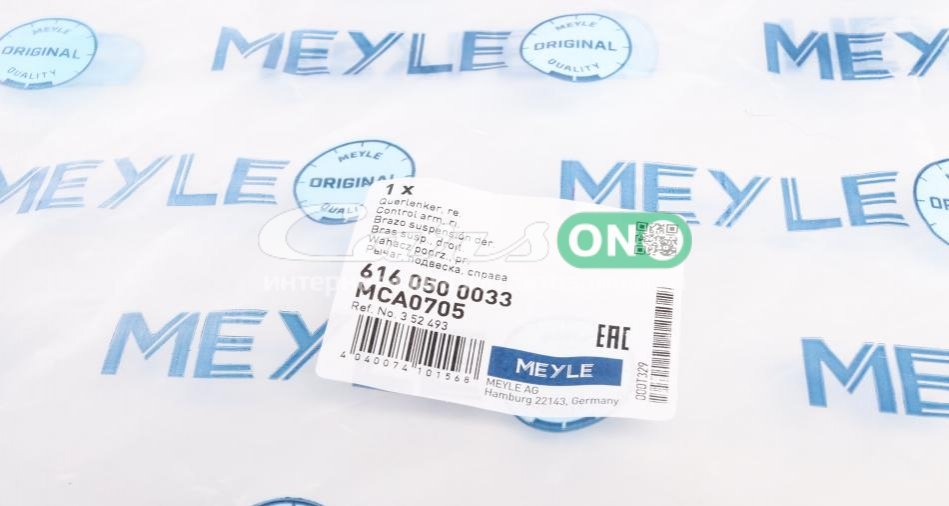 MEYLE
ORIGINAL
QUALITY
MEYLE
MEYLE
ORIGINAL
QUALITY
MEYLE
MEYLE
MEYLE
ORIGINAL
MEYLE
1 x
Querlenker, re
Control arm, ri.
Brazo suspensión der
Bras susp., droit
Wahacz poprz., pr.
Рычаг, подвеска, справа
616 050 0033
MCA0705
Ref. No. 3 52 493
4 040074 101568
EAC
MEYLE
MEYLE AG
Hamburg 22143, Germany
0001329
ON